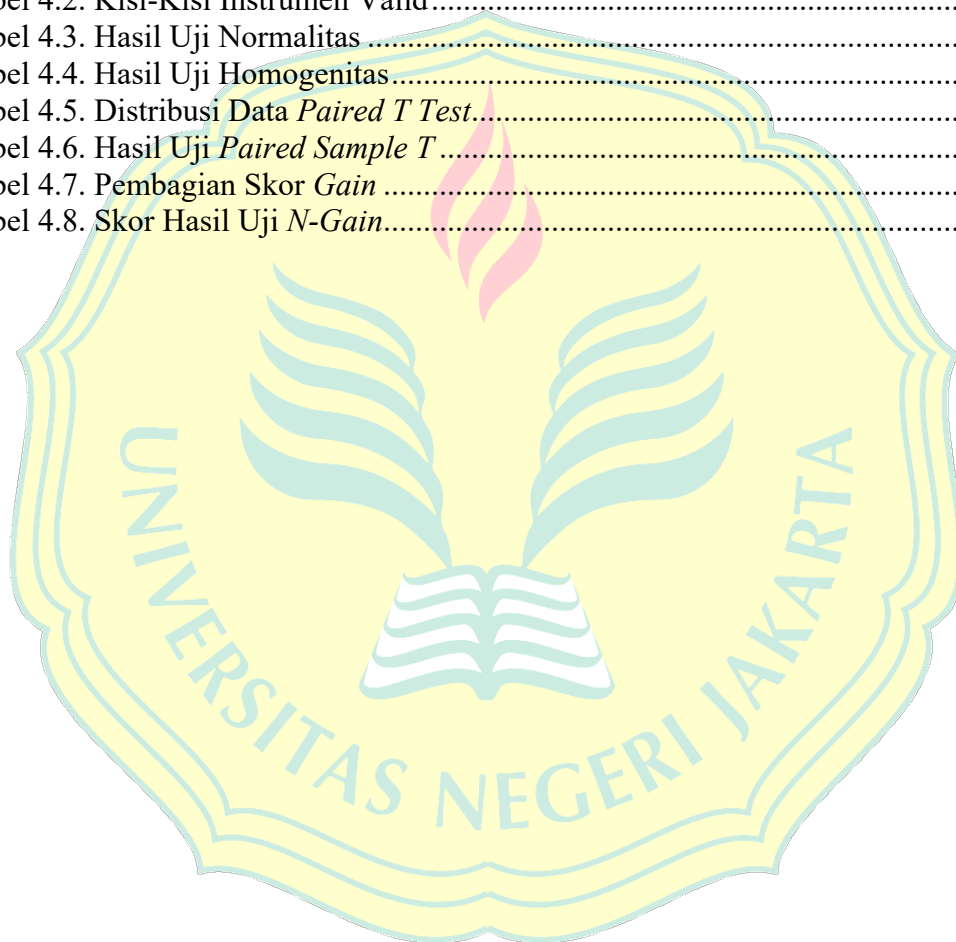 bel 4.2. Kisi-Kisi Instrumen Valid........................................................................
bel 4.3. Hasil Uji Normalitas ................................................................................
bel 4.4. Hasil Uji Homogenitas.............................................................................
bel 4.5. Distribusi Data Paired T Test...................................................................
bel 4.6. Hasil Uji Paired Sample T .......................................................................
bel 4.7. Pembagian Skor Gain ..............................................................................
bel 4.8. Skor Hasil Uji N-Gain..............................................................................
UNIVERSITAS NEGERI JAKARTA